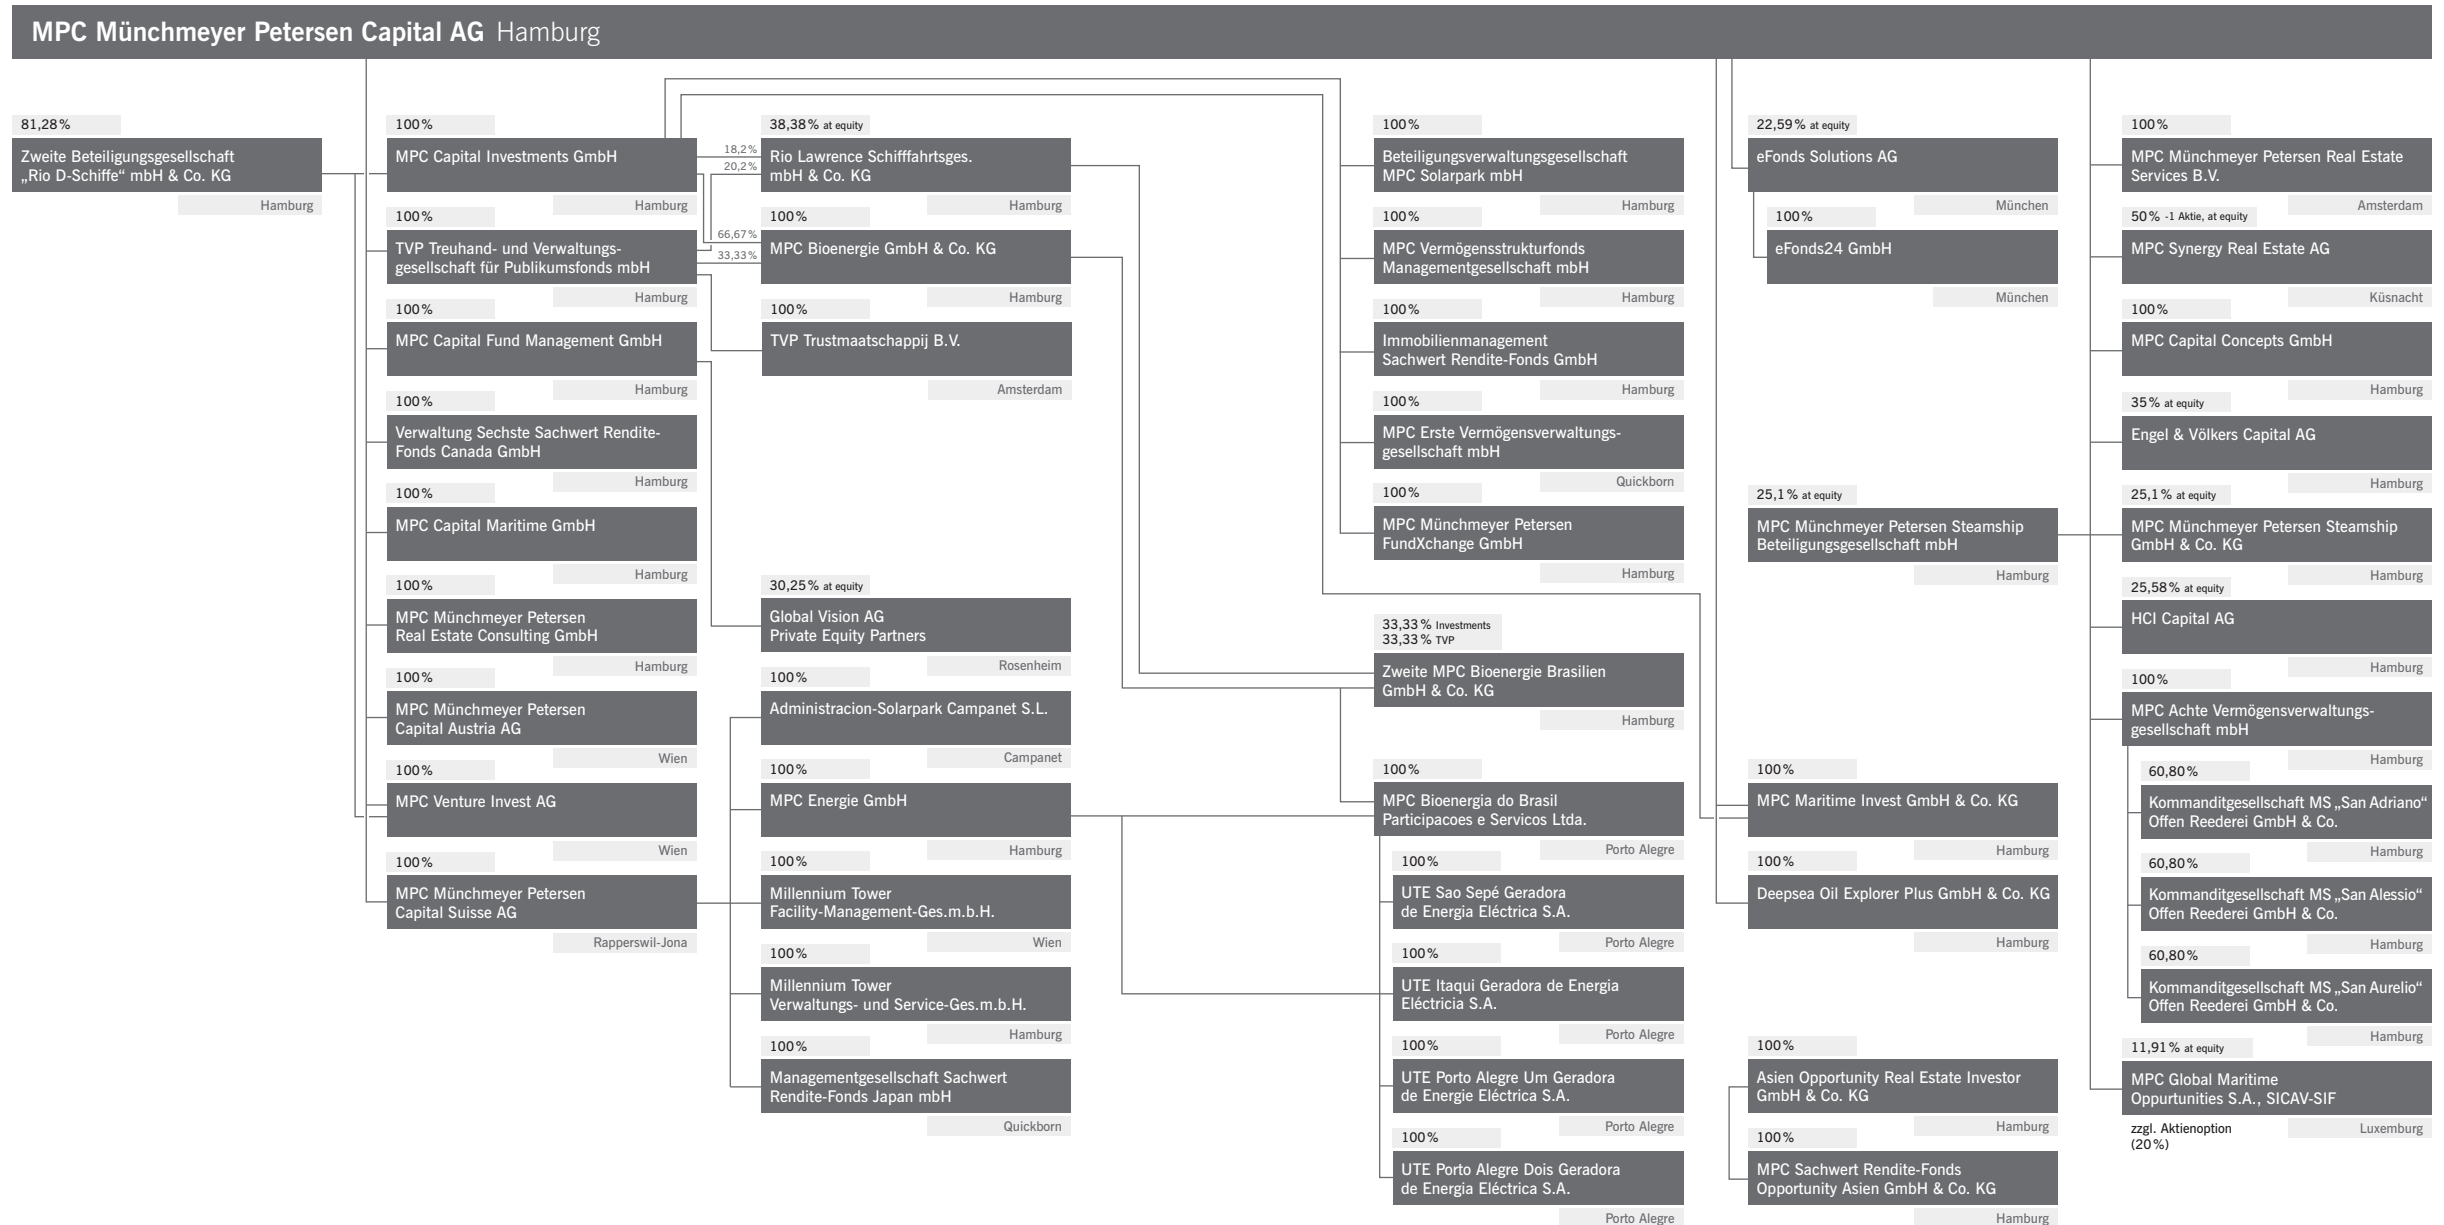 MPC Münchmeyer Petersen Capital AG Hamburg
81,28%
Zweite Beteiligungsgesellschaft
„Rio D-Schiffe“ mbH & Co. KG
Hamburg
100%
MPC Capital Investments GmbH
Hamburg
100%
TVP Treuhand- und Verwaltungs-
gesellschaft für Publikumsfonds mbH
Hamburg
100%
MPC Capital Fund Management GmbH
Hamburg
100%
Verwaltung Sechste Sachwert Rendite-
Fonds Canada GmbH
Hamburg
100%
MPC Capital Maritime GmbH
Hamburg
100%
MPC Münchmeyer Petersen
Real Estate Consulting GmbH
Hamburg
100%
MPC Münchmeyer Petersen
Capital Austria AG
Wien
100%
MPC Venture Invest AG
Wien
100%
MPC Münchmeyer Petersen
Capital Suisse AG
Rapperswil-Jona
18,2%
20,2%
66,67%
33,33%
38,38% at equity
Rio Lawrence Schifffahrtsges.
mbH & Co. KG
Hamburg
100%
MPC Bioenergie GmbH & Co. KG
Hamburg
100%
TVP Trustmaatschappij B.V.
Amsterdam
30,25% at equity
Global Vision AG
Private Equity Partners
Rosenheim
100%
Administracion-Solarpark Campanet S.L.
Campanet
100%
MPC Energie GmbH
Hamburg
100%
Millennium Tower
Facility-Management-Ges.m.b.H.
Wien
100%
Millennium Tower
Verwaltungs- und Service-Ges.m.b.H.
Hamburg
100%
Managementgesellschaft Sachwert
Rendite-Fonds Japan mbH
Quickborn
100%
Beteiligungsverwaltungsgesellschaft
MPC Solarpark mbH
Hamburg
100%
MPC Vermögensstrukturfonds
Managementgesellschaft mbH
Hamburg
100%
Immobilienmanagement
Sachwert Rendite-Fonds GmbH
Hamburg
100%
MPC Erste Vermögensverwaltungs-
gesellschaft mbH
Quickborn
100%
MPC Münchmeyer Petersen
FundXchange GmbH
Hamburg
33,33% Investments
33,33% TVP
Zweite MPC Bioenergie Brasilien
GmbH & Co. KG
Hamburg
100%
MPC Bioenergia do Brasil
Participacoes e Servicos Ltda.
Porto Alegre
100%
UTE Sao Sepé Geradora
de Energia Eléctrica S.A.
Porto Alegre
100%
UTE Itaqui Geradora de Energia
Eléctricia S.A.
Porto Alegre
100%
UTE Porto Alegre Um Geradora
de Energie Eléctrica S.A.
Porto Alegre
100%
UTE Porto Alegre Dois Geradora
de Energia Eléctrica S.A.
Porto Alegre
22,59% at equity
eFonds Solutions AG
München
100%
eFonds24 GmbH
München
25,1% at equity
MPC Münchmeyer Petersen Steamship
Beteiligungsgesellschaft mbH
Hamburg
100%
MPC Maritime Invest GmbH & Co. KG
Hamburg
100%
Deepsea Oil Explorer Plus GmbH & Co. KG
Hamburg
100%
Asien Opportunity Real Estate Investor
GmbH & Co. KG
Hamburg
100%
MPC Sachwert Rendite-Fonds
Opportunity Asien GmbH & Co. KG
Hamburg
100%
MPC Münchmeyer Petersen Real Estate
Services B.V.
Amsterdam
50% -1 Aktie, at equity
MPC Synergy Real Estate AG
Küsnacht
100%
MPC Capital Concepts GmbH
Hamburg
35% at equity
Engel & Völkers Capital AG
Hamburg
25,1% at equity
MPC Münchmeyer Petersen Steamship
GmbH & Co. KG
Hamburg
25,58% at equity
HCI Capital AG
Hamburg
100%
MPC Achte Vermögensverwaltungs-
gesellschaft mbH
Hamburg
60,80%
Kommanditgesellschaft MS „San Adriano“
Offen Reederei GmbH & Co.
Hamburg
60,80%
Kommanditgesellschaft MS „San Alessio“
Offen Reederei GmbH & Co.
Hamburg
60,80%
Kommanditgesellschaft MS „San Aurelio“
Offen Reederei GmbH & Co.
Hamburg
11,91% at equity
MPC Global Maritime
Oppurtunities S.A., SICAV-SIF
zzgl. Aktienoption
(20%)
Luxemburg